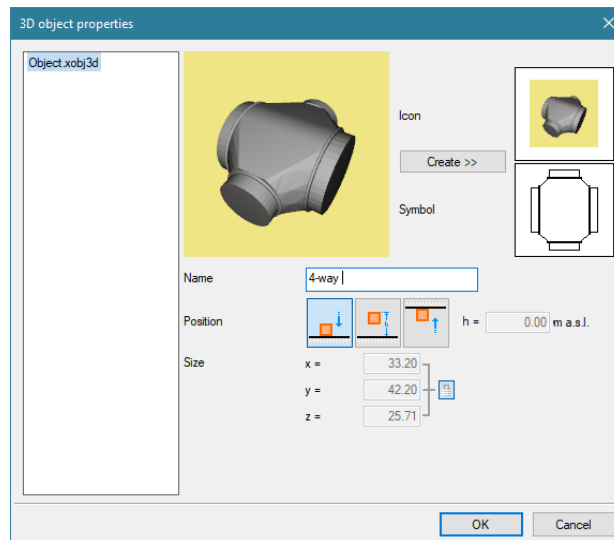 3D object properties
Object.xobj3d
Icon
Create >>
Symbol
Name 4-way
Position h = 0.00 m a.s.l.
Size x = 33.20
y = 42.20
z = 25.71
OK Cancel